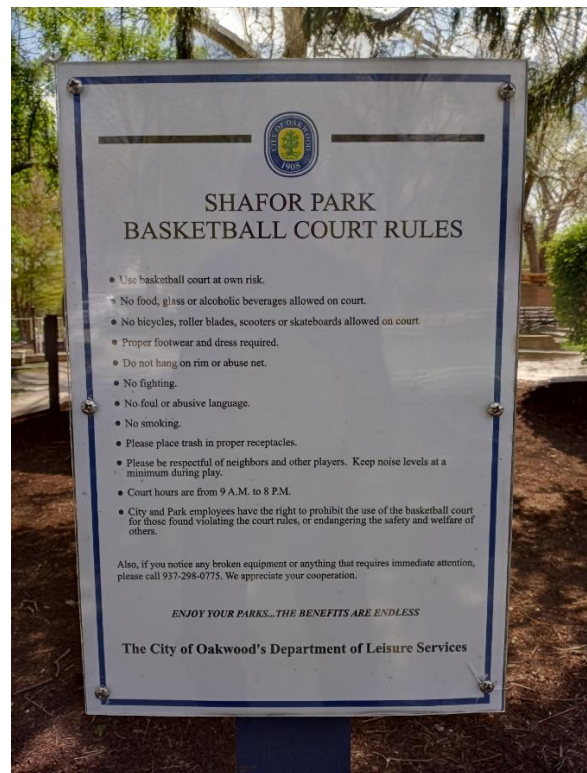 CITY OF OAKWOOD
1908
SHAFOR PARK
BASKETBALL COURT RULES
• Use basketball court at own risk.
• No food, glass or alcoholic beverages allowed on court.
• No bicycles, roller blades, scooters or skateboards allowed on court.
• Proper footwear and dress required.
• Do not hang on rim or abuse net.
• No fighting.
• No foul or abusive language.
• No smoking.
• Please place trash in proper receptacles.
• Please be respectful of neighbors and other players. Keep noise levels at a
minimum during play.
• Court hours are from 9 A.M. to 8 P.M.
• City and Park employees have the right to prohibit the use of the basketball court
for those found violating the court rules, or endangering the safety and welfare of
others.
Also, if you notice any broken equipment or anything that requires immediate attention,
please call 937-298-0775. We appreciate your cooperation.
ENJOY YOUR PARKS...THE BENEFITS ARE ENDLESS
The City of Oakwood's Department of Leisure Services